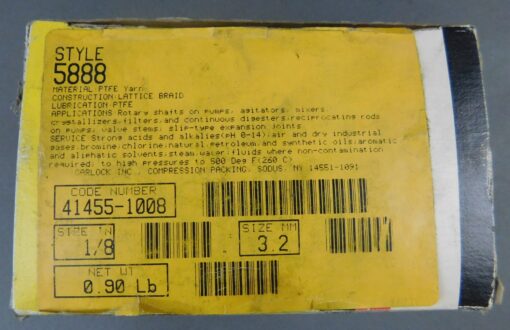 STYLE
5888
MATERIAL:PTFE Yarn
CONSTRUCTION:LATTICE BRAID
LUBRICATION:PTFE
APPLICATIONS Rotary shafts on pumps, agitators, mixers
crystallizers,filters,and continuous digesters;reciprocating rods
on pumps, valve stems, slip-type expansion joints
SERVICE Strong acids and alkalies(pH 0-14);air and dry industrial
gases,bromine,chlorine,natural,petroleum,and synthetic oils;aromatic
and aliphatic solvents,steam,water,fluids where non-contamination
required; to high pressures to 500 Deg F(260 C)
GARLOCK INC., COMPRESSION PACKING, SODUS, NY 14551-1091
CODE NUMBER
41455-1008
SIZE IN
1/8
SIZE MM
3.2
NET WT
0.90 Lb